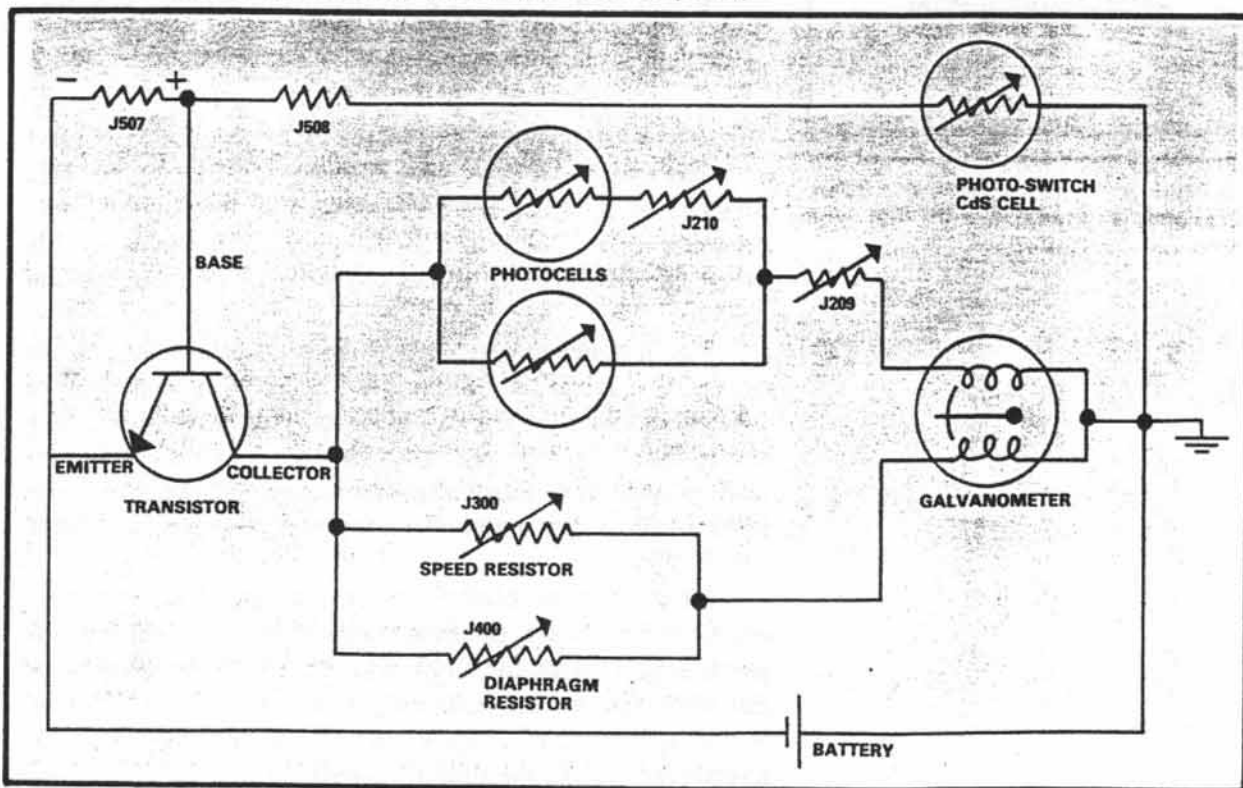 − +
J507
J508
PHOTO-SWITCH
CdS CELL
J210
PHOTOCELLS
J209
BASE
EMITTER
COLLECTOR
TRANSISTOR
GALVANOMETER
J300
SPEED RESISTOR
J400
DIAPHRAGM
RESISTOR
BATTERY